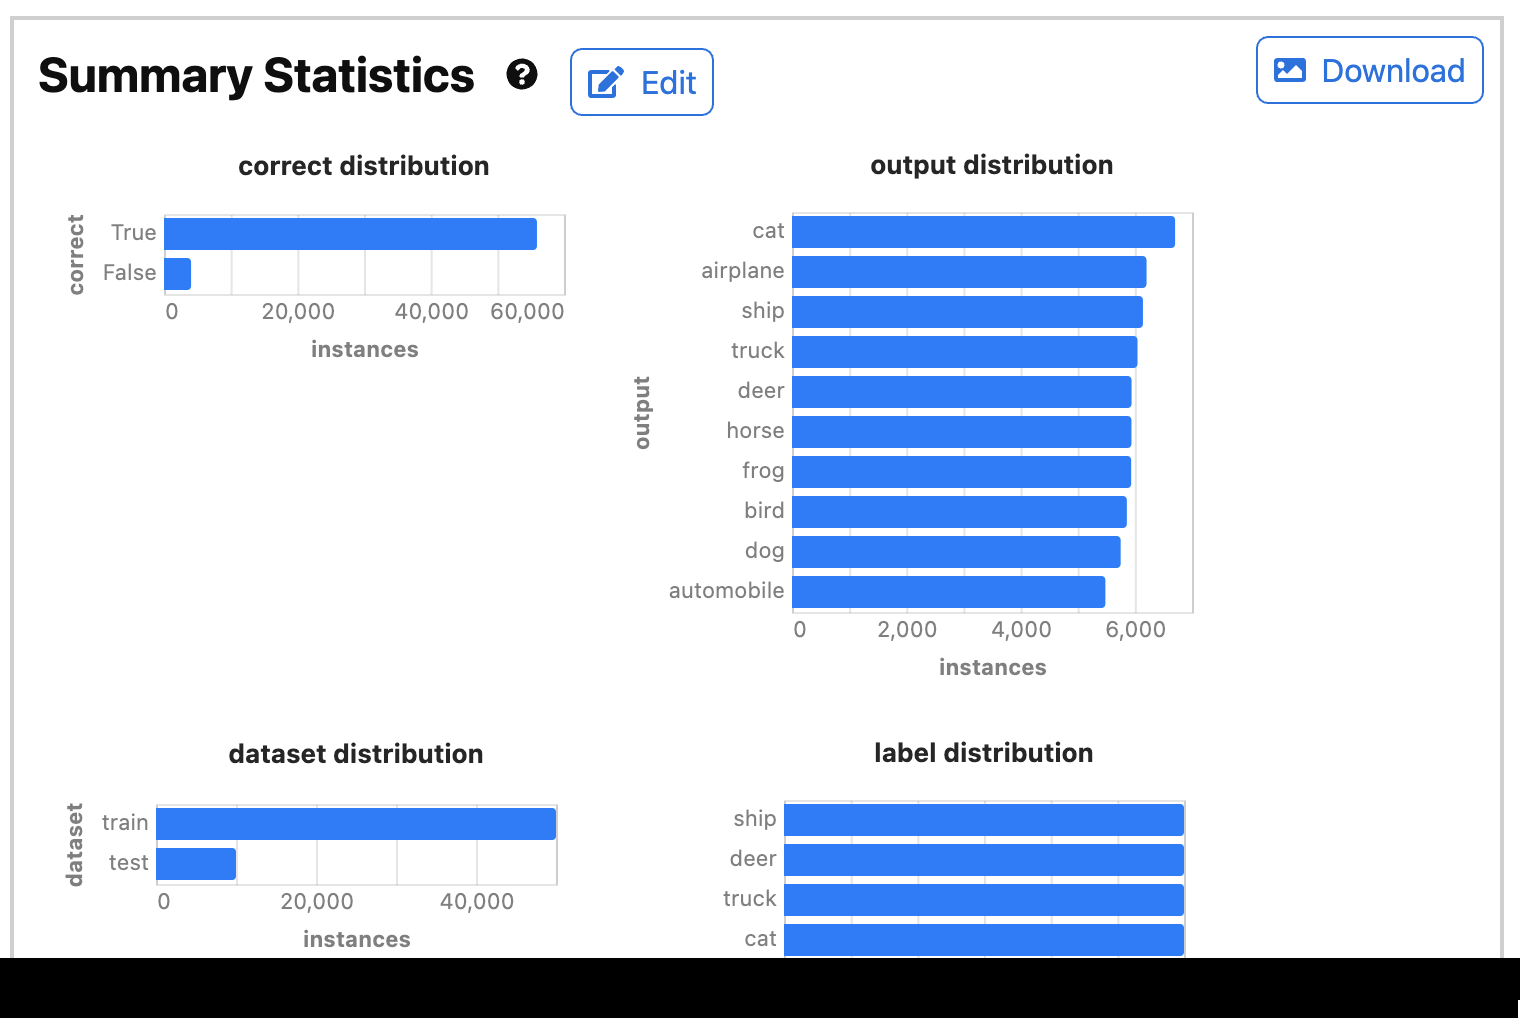 Summary Statistics
Edit
Download
correct distribution
correct
True
False
0 20,000 40,000 60,000
instances
output distribution
output
cat
airplane
ship
truck
deer
horse
frog
bird
dog
automobile
0 2,000 4,000 6,000
instances
dataset distribution
dataset
train
test
0 20,000 40,000
instances
label distribution
ship
deer
truck
cat